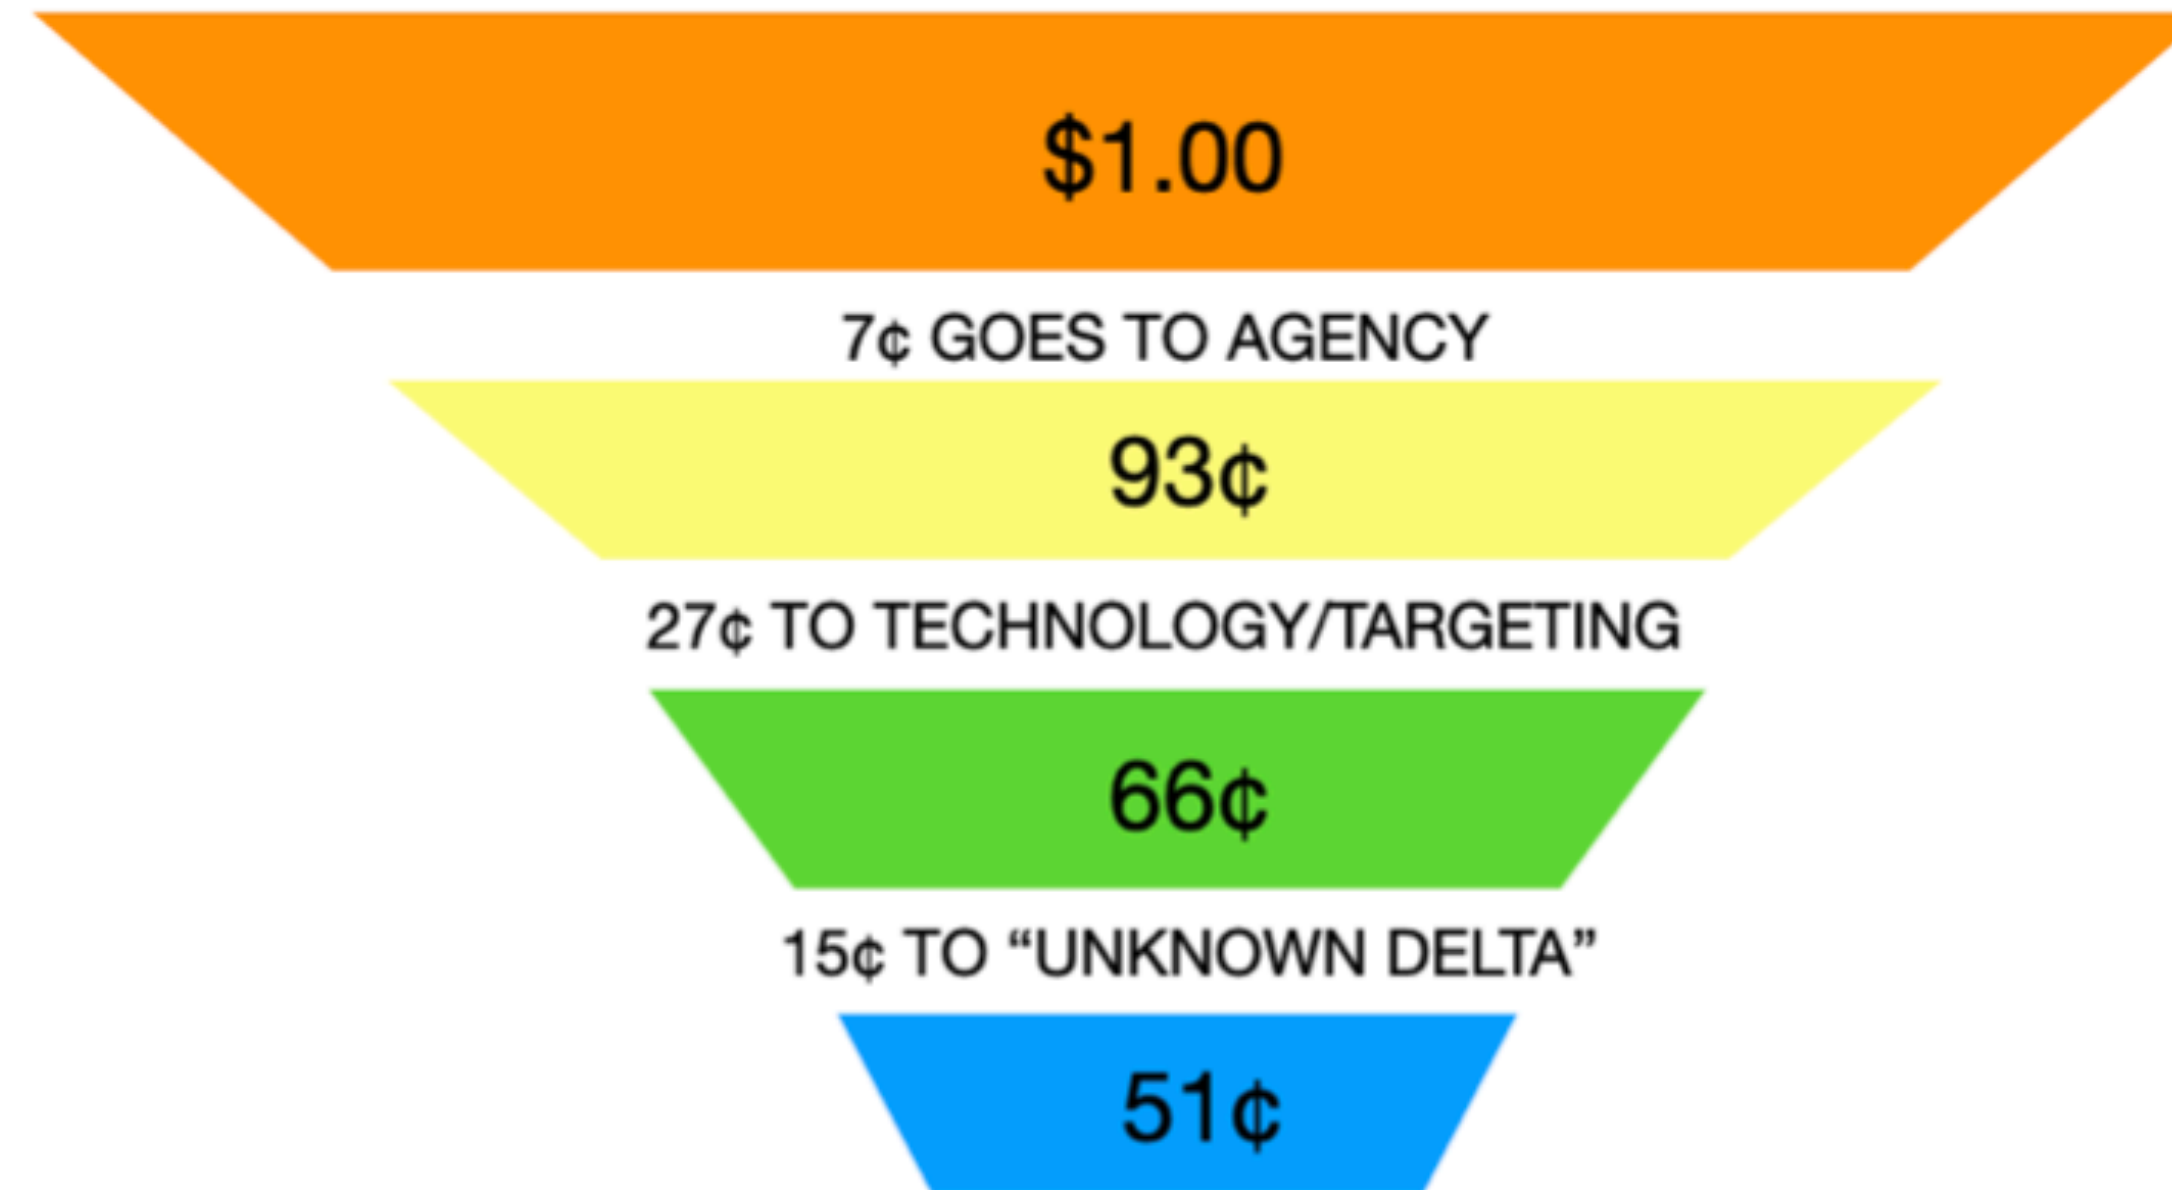 $1.00
7¢ GOES TO AGENCY
93¢
27¢ TO TECHNOLOGY/TARGETING
66¢
15¢ TO “UNKNOWN DELTA”
51¢